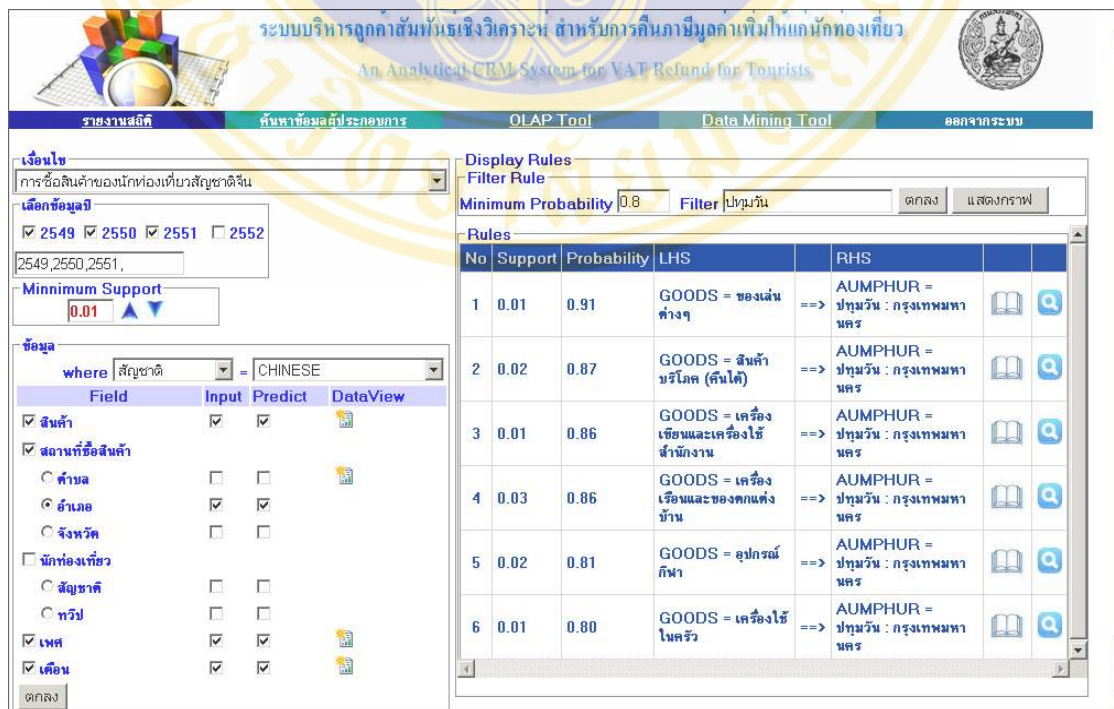 ระบบบริหารลูกค้าสัมพันธ์เชิงวิเคราะห์ สำหรับการคืนภาษีมูลค่าเพิ่มให้แก่นักท่องเที่ยว
An Analytical CRM System for VAT Refund for Tourists
รายงานสถิติ ค้นหาข้อมูลผู้ประกอบการ OLAP Tool Data Mining Tool ออกจากระบบ
เงื่อนไข
การซื้อสินค้าของนักท่องเที่ยวสัญชาติจีน
เลือกข้อมูลปี
2549 2550 2551 2552
2549,2550,2551,
Minnimum Support
0.01
ข้อมูล
where สัญชาติ = CHINESE
Field Input Predict DataView
สินค้า
สถานที่ซื้อสินค้า
ตำบล
อำเภอ
จังหวัด
นักท่องเที่ยว
สัญชาติ
ทวีป
เพศ
เดือน
ตกลง
Display Rules
Filter Rule
Minimum Probability 0.8 Filter ปทุมวัน ตกลง แสดงกราฟ
Rules
No Support Probability LHS RHS
1 0.01 0.91 GOODS = ของเล่น
ต่างๆ ==> AUMPHUR =
ปทุมวัน : กรุงเทพมหา
นคร
2 0.02 0.87 GOODS = สินค้า
บริโภค (คืนได้) ==> AUMPHUR =
ปทุมวัน : กรุงเทพมหา
นคร
3 0.01 0.86 GOODS = เครื่อง
เขียนและเครื่องใช้
สำนักงาน ==> AUMPHUR =
ปทุมวัน : กรุงเทพมหา
นคร
4 0.03 0.86 GOODS = เครื่อง
เรือนและของตกแต่ง
บ้าน ==> AUMPHUR =
ปทุมวัน : กรุงเทพมหา
นคร
5 0.02 0.81 GOODS = อุปกรณ์
กีฬา ==> AUMPHUR =
ปทุมวัน : กรุงเทพมหา
นคร
6 0.01 0.80 GOODS = เครื่องใช้
ในครัว ==> AUMPHUR =
ปทุมวัน : กรุงเทพมหา
นคร